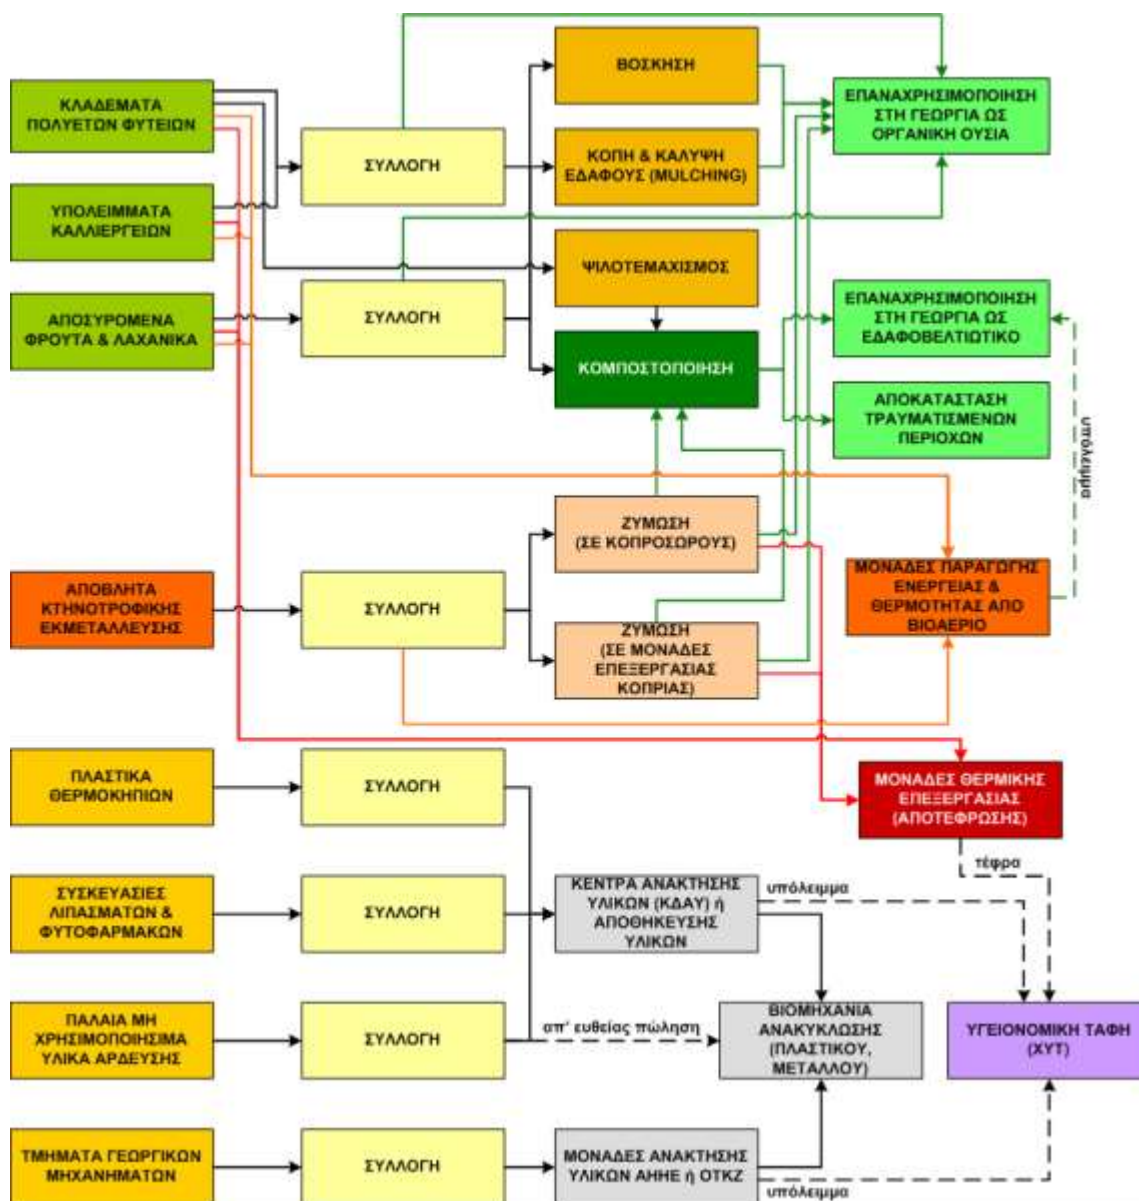 ΚΛΑΔΕΜΑΤΑ
ΠΟΛΥΕΤΩΝ ΦΥΤΕΙΩΝ
ΥΠΟΛΕΙΜΜΑΤΑ
ΚΑΛΛΙΕΡΓΕΙΩΝ
ΑΠΟΣΥΡΟΜΕΝΑ
ΦΡΟΥΤΑ & ΛΑΧΑΝΙΚΑ
ΣΥΛΛΟΓΗ
ΣΥΛΛΟΓΗ
ΒΟΣΚΗΣΗ
ΚΟΠΗ & ΚΑΛΥΨΗ
ΕΔΑΦΟΥΣ (MULCHING)
ΨΙΛΟΤΕΜΑΧΙΣΜΟΣ
ΚΟΜΠΟΣΤΟΠΟΙΗΣΗ
ΕΠΑΝΑΧΡΗΣΙΜΟΠΟΙΗΣΗ
ΣΤΗ ΓΕΩΡΓΙΑ ΩΣ
ΟΡΓΑΝΙΚΗ ΟΥΣΙΑ
ΕΠΑΝΑΧΡΗΣΙΜΟΠΟΙΗΣΗ
ΣΤΗ ΓΕΩΡΓΙΑ ΩΣ
ΕΔΑΦΟΒΕΛΤΙΩΤΙΚΟ
ΑΠΟΚΑΤΑΣΤΑΣΗ
ΤΡΑΥΜΑΤΙΣΜΕΝΩΝ
ΠΕΡΙΟΧΩΝ
υπόλειμμα
ΑΠΟΒΛΗΤΑ
ΚΤΗΝΟΤΡΟΦΙΚΗΣ
ΕΚΜΕΤΑΛΛΕΥΣΗΣ
ΣΥΛΛΟΓΗ
ΖΥΜΩΣΗ
(ΣΕ ΚΟΠΡΟΣΩΡΟΥΣ)
ΖΥΜΩΣΗ
(ΣΕ ΜΟΝΑΔΕΣ
ΕΠΕΞΕΡΓΑΣΙΑΣ
ΚΟΠΡΙΑΣ)
ΜΟΝΑΔΕΣ ΠΑΡΑΓΩΓΗΣ
ΕΝΕΡΓΕΙΑΣ &
ΘΕΡΜΟΤΗΤΑΣ ΑΠΟ
ΒΙΟΑΕΡΙΟ
ΠΛΑΣΤΙΚΑ
ΘΕΡΜΟΚΗΠΙΩΝ
ΣΥΛΛΟΓΗ
ΜΟΝΑΔΕΣ ΘΕΡΜΙΚΗΣ
ΕΠΕΞΕΡΓΑΣΙΑΣ
(ΑΠΟΤΕΦΡΩΣΗΣ)
τέφρα
ΣΥΣΚΕΥΑΣΙΕΣ
ΛΙΠΑΣΜΑΤΩΝ &
ΦΥΤΟΦΑΡΜΑΚΩΝ
ΣΥΛΛΟΓΗ
ΚΕΝΤΡΑ ΑΝΑΚΤΗΣΗΣ
ΥΛΙΚΩΝ (ΚΔΑΥ) ή
ΑΠΟΘΗΚΕΥΣΗΣ
ΥΛΙΚΩΝ
υπόλειμμα
ΠΑΛΑΙΑ ΜΗ
ΧΡΗΣΙΜΟΠΟΙΗΣΙΜΑ
ΥΛΙΚΑ ΑΡΔΕΥΣΗΣ
ΣΥΛΛΟΓΗ
απ' ευθείας πώληση
ΒΙΟΜΗΧΑΝΙΑ
ΑΝΑΚΥΚΛΩΣΗΣ
(ΠΛΑΣΤΙΚΟΥ,
ΜΕΤΑΛΛΟΥ)
ΥΓΕΙΟΝΟΜΙΚΗ ΤΑΦΗ
(ΧΥΤ)
ΤΜΗΜΑΤΑ ΓΕΩΡΓΙΚΩΝ
ΜΗΧΑΝΗΜΑΤΩΝ
ΣΥΛΛΟΓΗ
ΜΟΝΑΔΕΣ ΑΝΑΚΤΗΣΗΣ
ΥΛΙΚΩΝ ΑΗΗΕ ή ΟΤΚΖ
υπόλειμμα